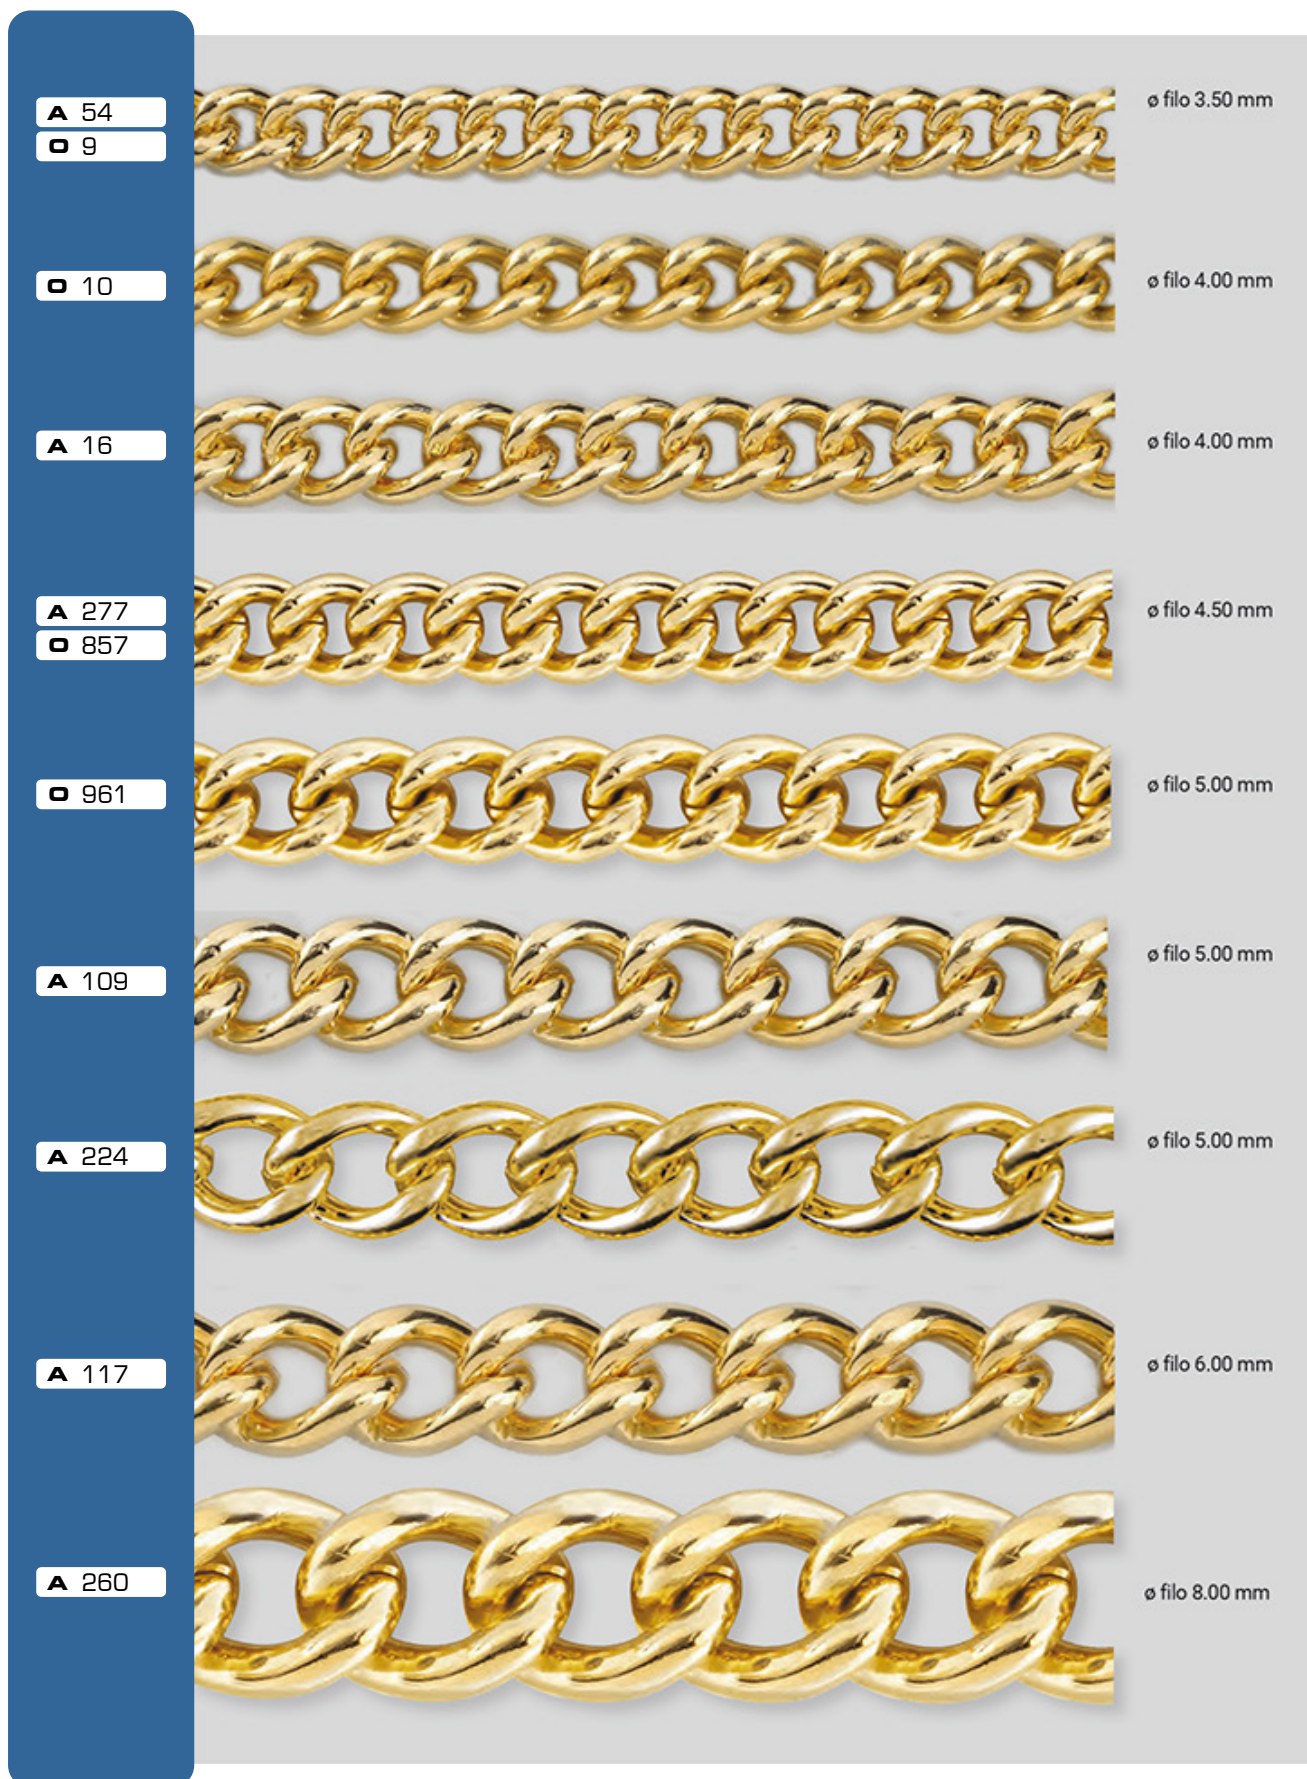 A 54
O 9
ø filo 3.50 mm
O 10
ø filo 4.00 mm
A 16
ø filo 4.00 mm
A 277
O 857
ø filo 4.50 mm
O 961
ø filo 5.00 mm
A 109
ø filo 5.00 mm
A 224
ø filo 5.00 mm
A 117
ø filo 6.00 mm
A 260
ø filo 8.00 mm